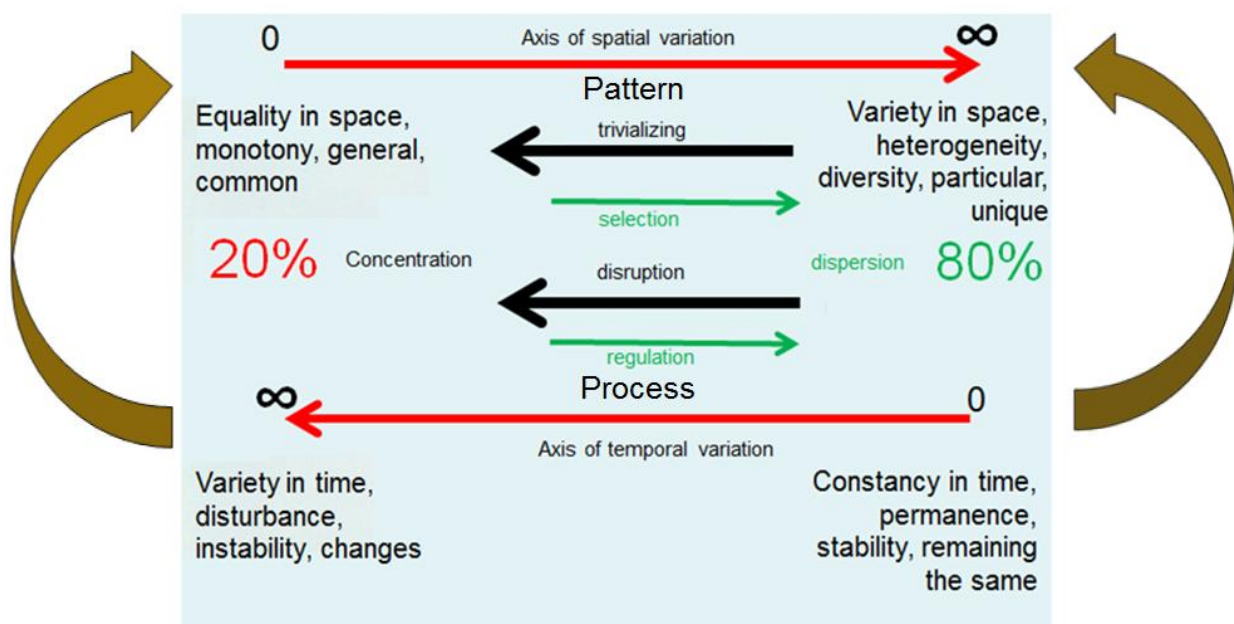 0
Axis of spatial variation
∞
Pattern
Equality in space,
monotony, general,
common
trivializing
Variety in space,
heterogeneity,
diversity, particular,
unique
selection
20%
Concentration
disruption
dispersion
80%
regulation
Process
∞
0
Axis of temporal variation
Variety in time,
disturbance,
instability, changes
Constancy in time,
permanence,
stability, remaining
the same